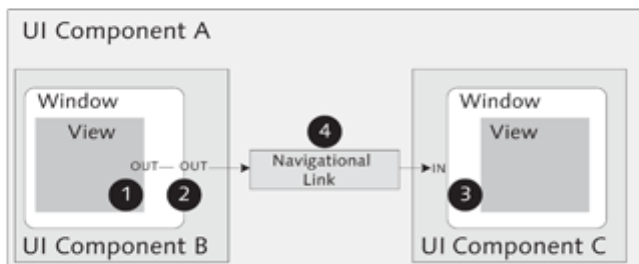 UI Component A
Window
View
OUT
OUT
1
2
UI Component B
4
Navigational
Link
IN
Window
View
3
UI Component C